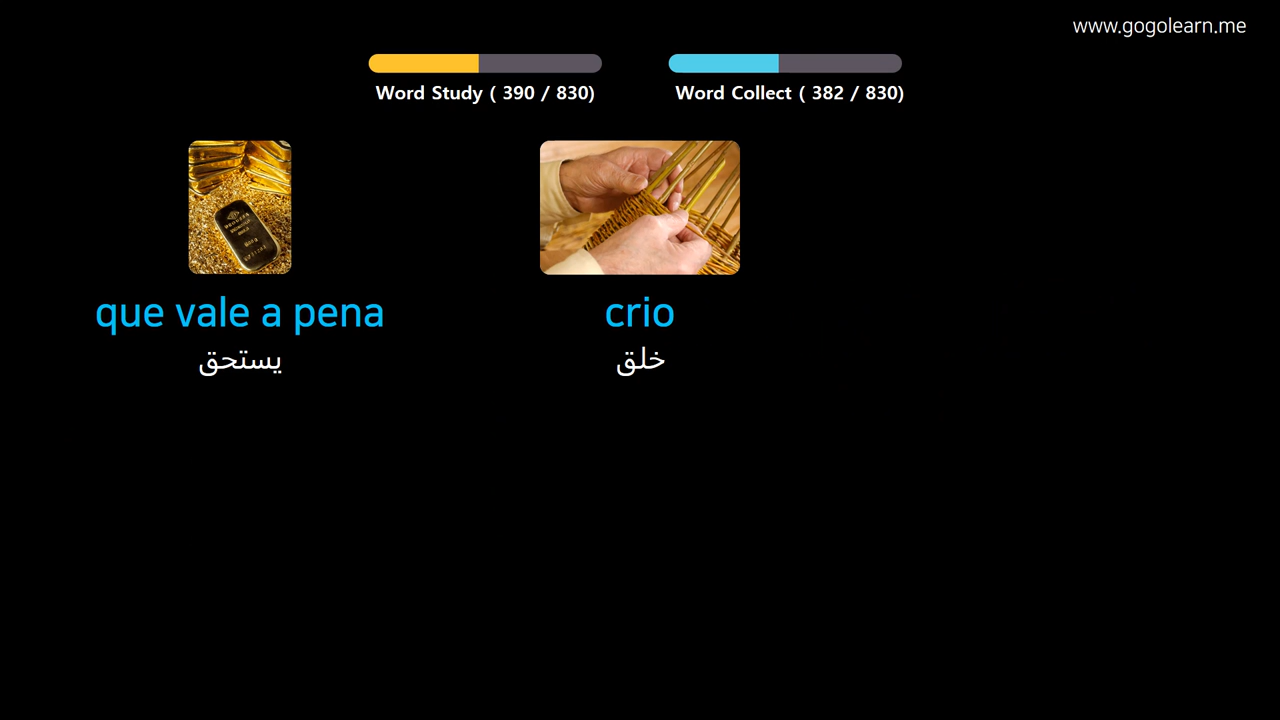 www.gogolearn.me
Word Study ( 390 / 830)
Word Collect ( 382 / 830)
que vale a pena
يستحق
crio
خلق